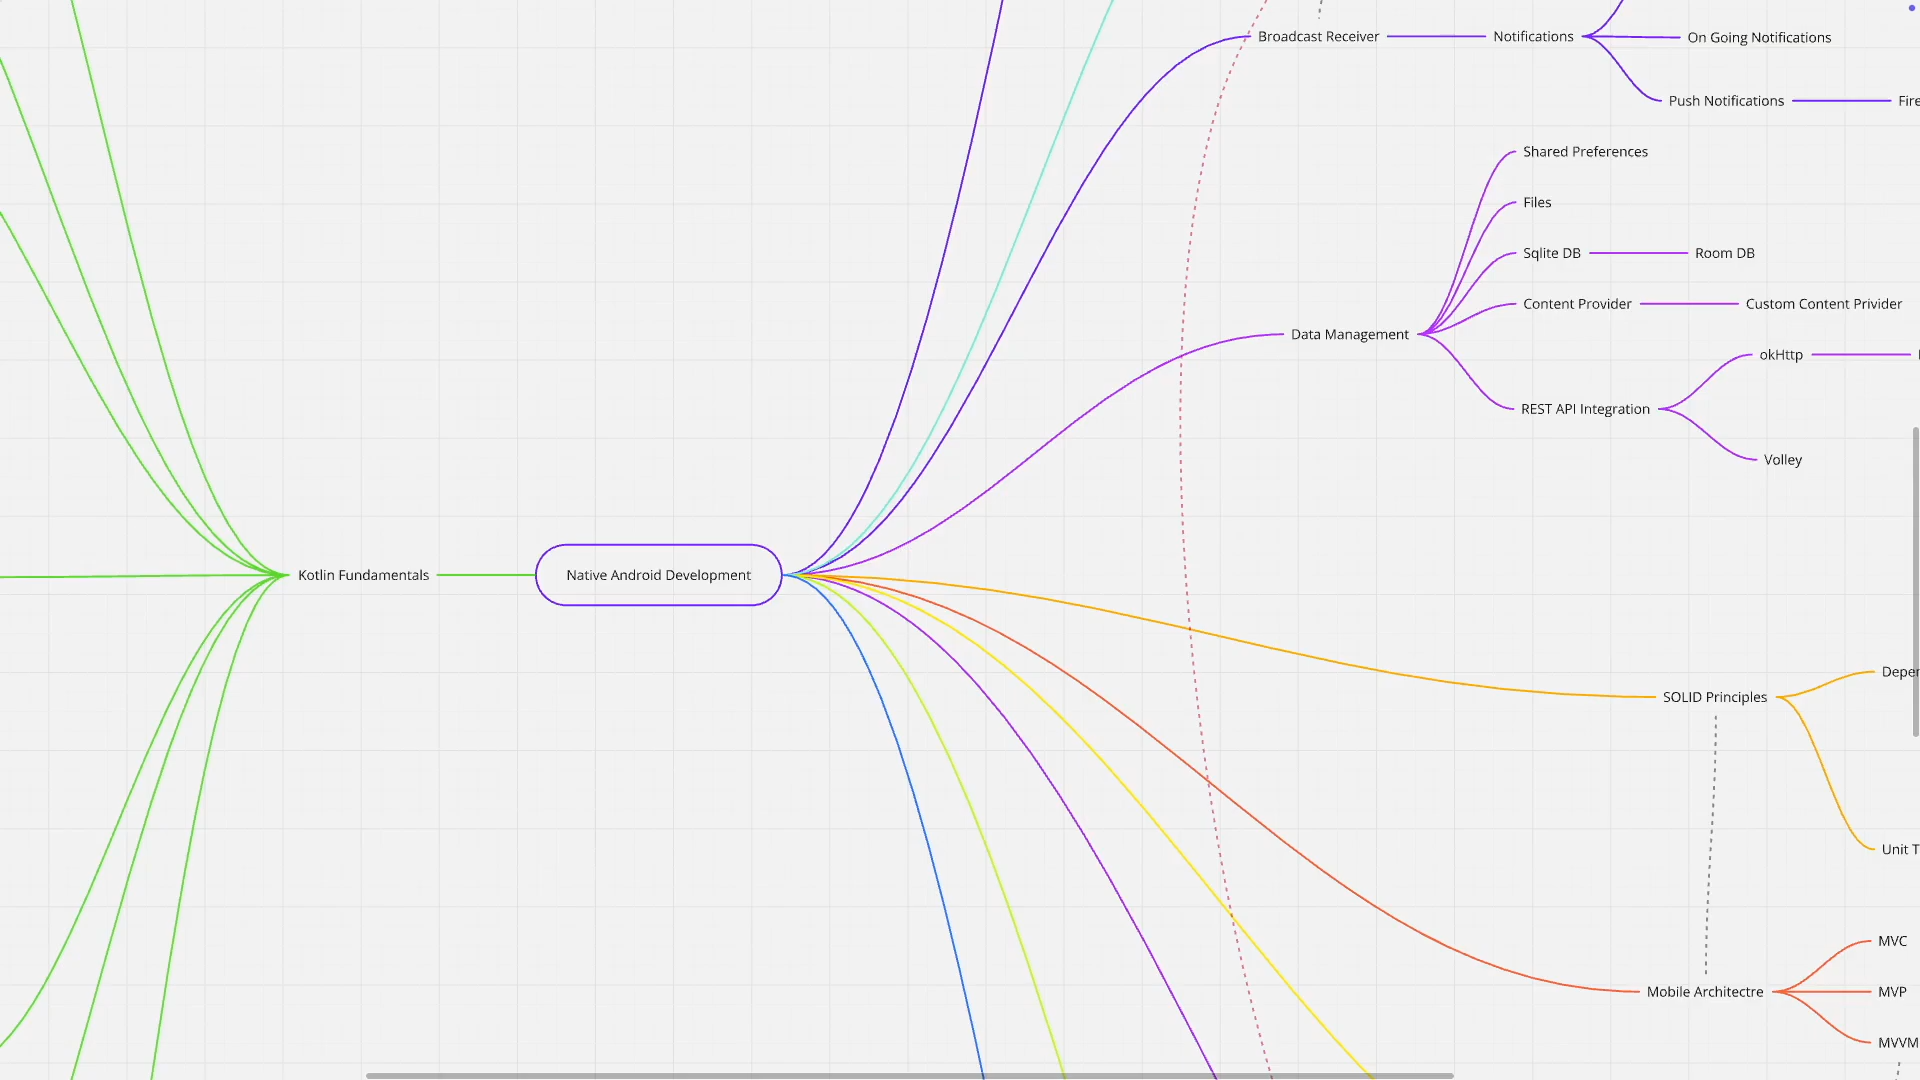 Broadcast Receiver
Notifications
On Going Notifications
Push Notifications
Shared Preferences
Files
Sqlite DB
Room DB
Content Provider
Custom Content Privider
Data Management
okHttp
REST API Integration
Volley
Kotlin Fundamentals
Native Android Development
SOLID Principles
Unit
MVC
Mobile Architectre
MVP
MVVM